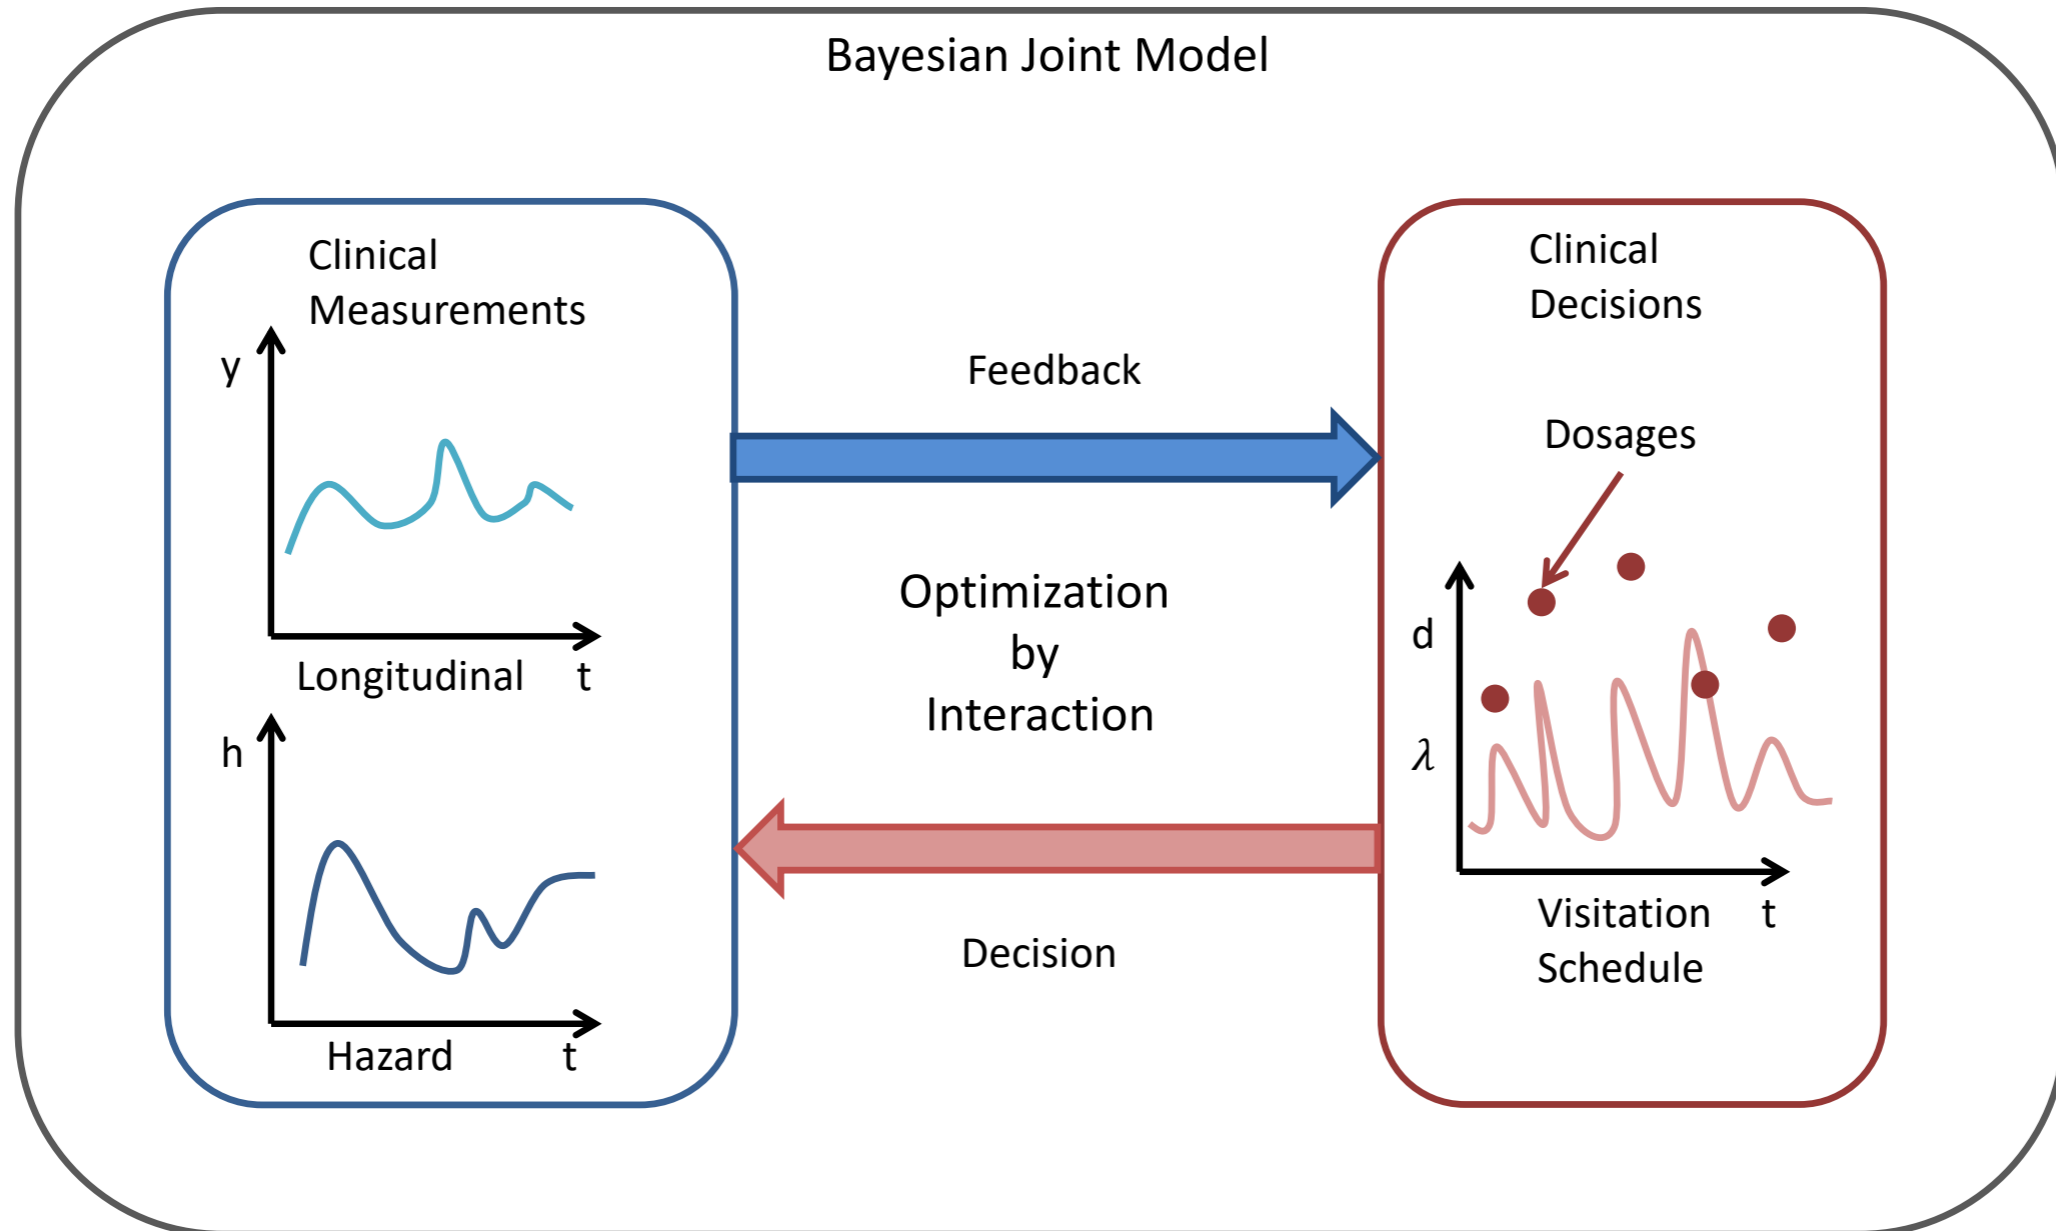 Bayesian Joint Model
Clinical
Measurements
y
Longitudinal t
h
Hazard t
Feedback
Optimization
by
Interaction
Decision
Clinical
Decisions
Dosages
d
λ
Visitation t
Schedule